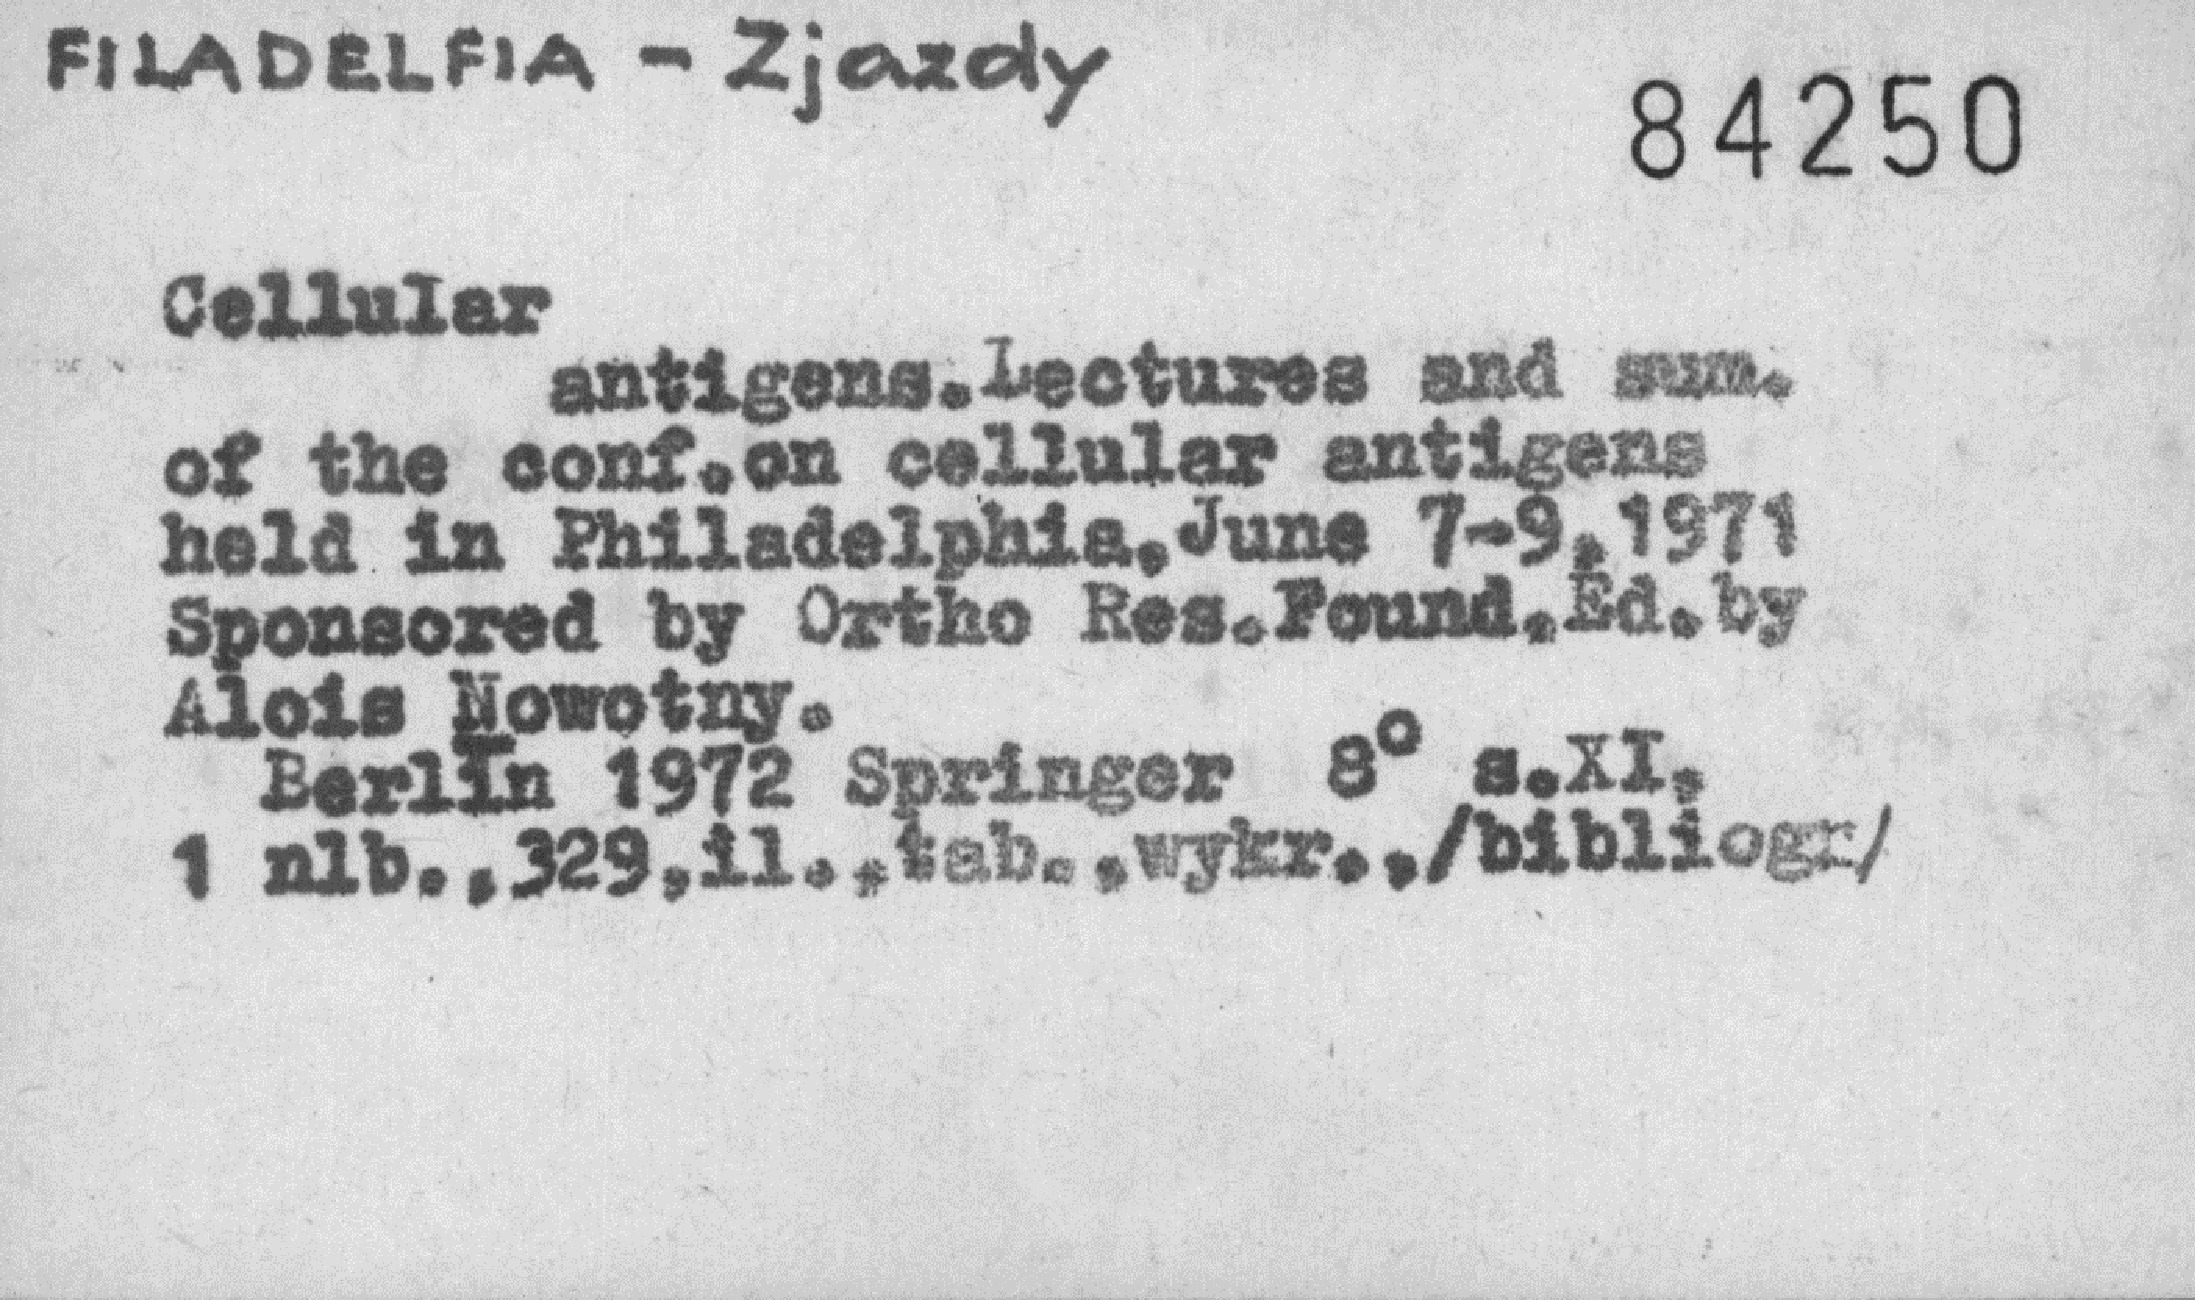 FILADELFIA - Zjazdy
84250
Cellular
antigens.Lectures and sum.
of the conf.on cellular antigens
held in Philadelphia,June 7-9,1971
Sponsored by Ortho Res.Found.Ed.by
Alois Nowotny.
Berlin 1972 Springer 8° s.XI,
1 nlb.,329,il.,tab.,wykr.,/bibliogr/